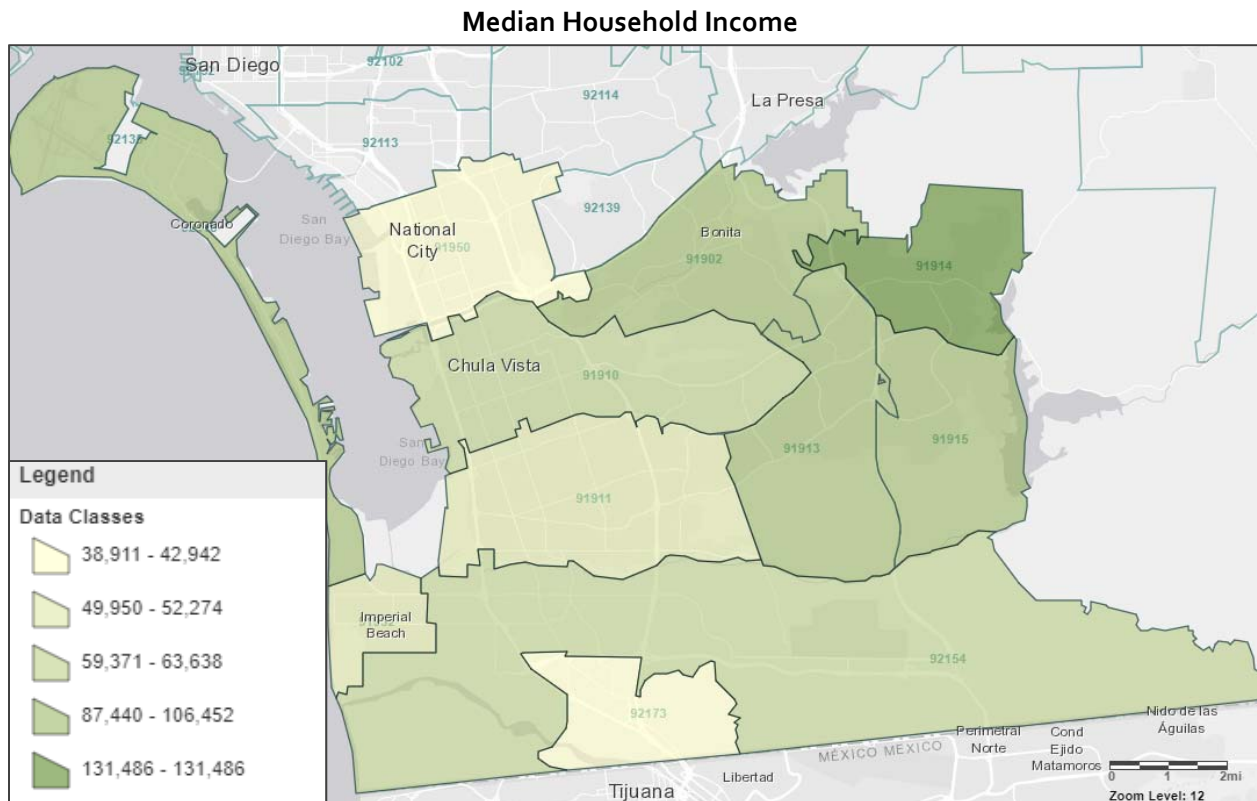 Median Household Income
San Diego
92102
92114
La Presa
92113
92139
Coronado
San
Diego Bay
National
City
91950
Bonita
91902
91914
Chula Vista
91910
91913
91915
San
Diego Bay
91911
Imperial
Beach
92154
92173
Nido de las
Águilas
Perimetral
Norte
Cond
Ejido
Matamoros
MÉXICO MÉXICO
Libertad
Tijuana
0 1 2mi
Zoom Level: 12
Legend
Data Classes
38,911 - 42,942
49,950 - 52,274
59,371 - 63,638
87,440 - 106,452
131,486 - 131,486